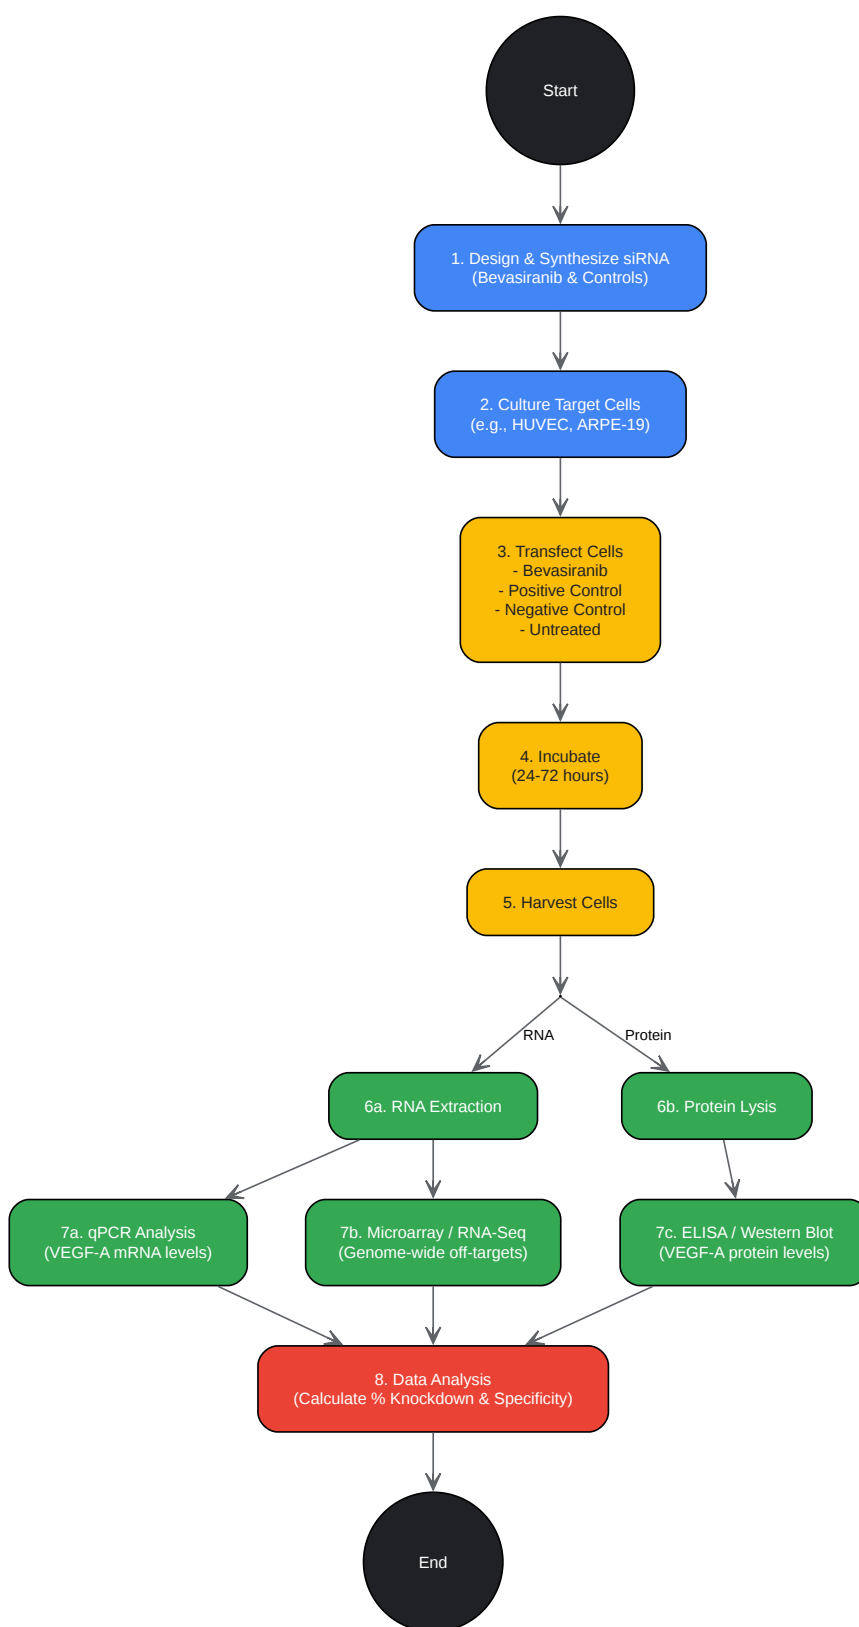 Start
1. Design & Synthesize siRNA
(Bevasiranib & Controls)
2. Culture Target Cells
(e.g., HUVEC, ARPE-19)
3. Transfect Cells
- Bevasiranib
- Positive Control
- Negative Control
- Untreated
4. Incubate
(24-72 hours)
5. Harvest Cells
RNA
Protein
6a. RNA Extraction
6b. Protein Lysis
7a. qPCR Analysis
(VEGF-A mRNA levels)
7b. Microarray / RNA-Seq
(Genome-wide off-targets)
7c. ELISA / Western Blot
(VEGF-A protein levels)
8. Data Analysis
(Calculate % Knockdown & Specificity)
End